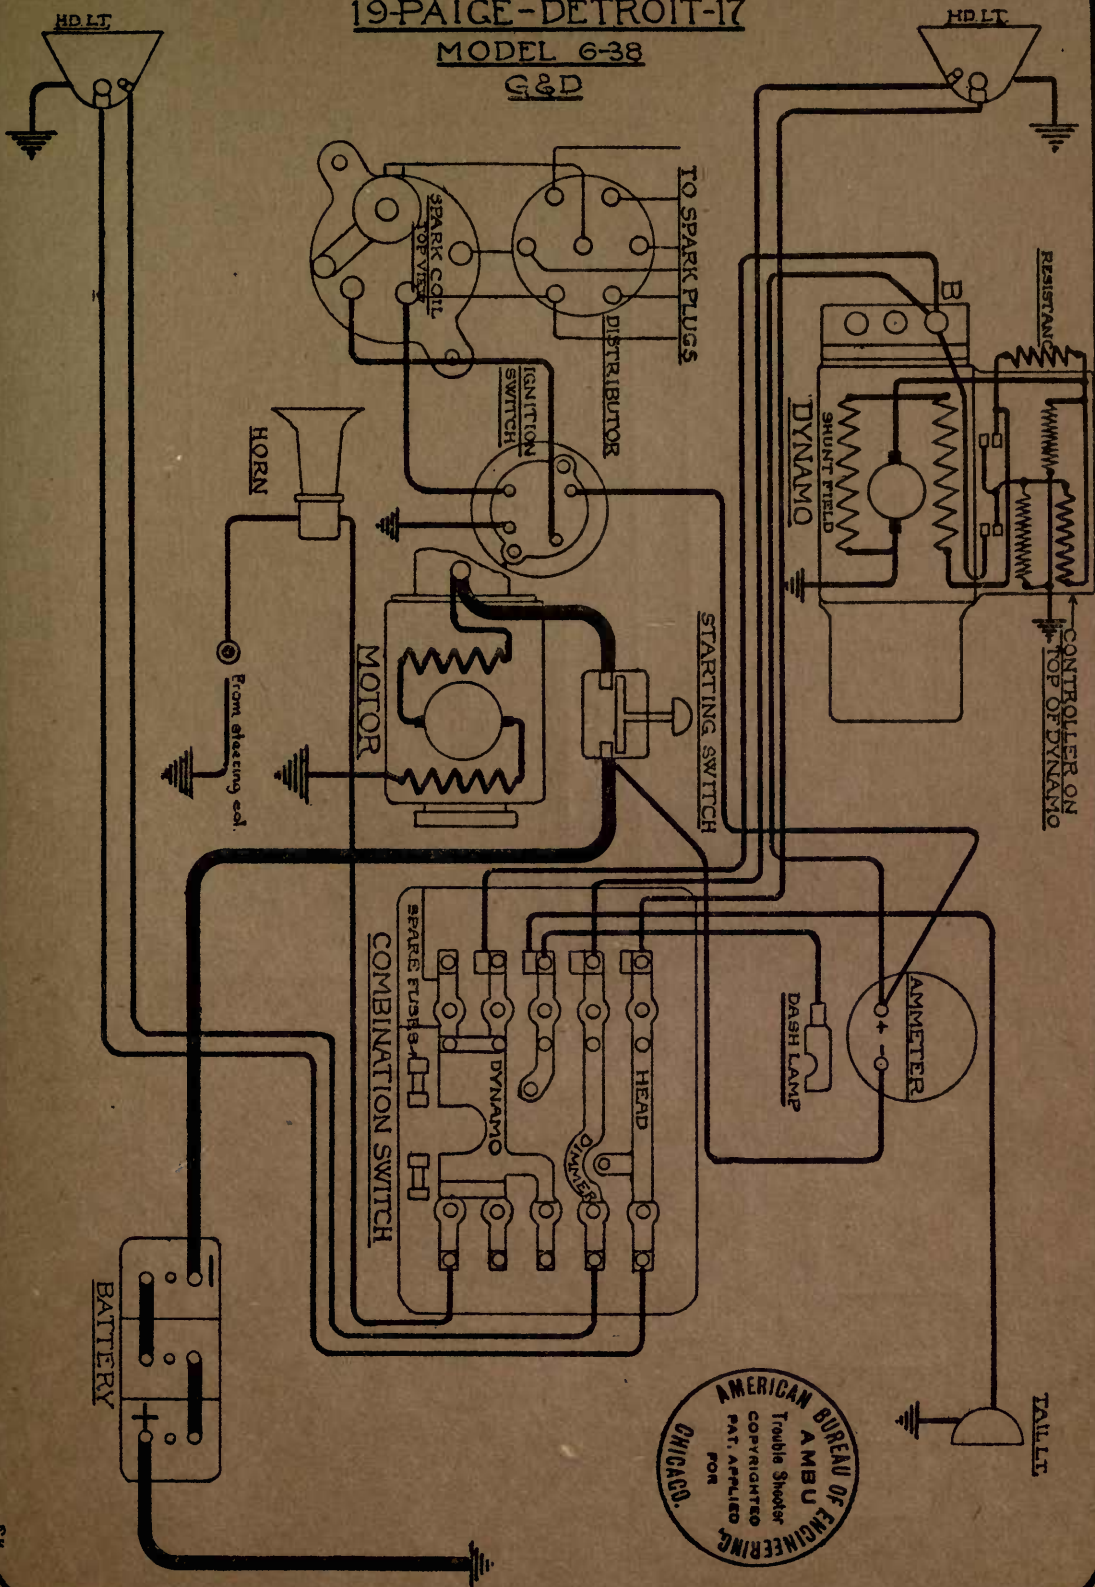 19-PAIGE-DETROIT-17
MODEL 6-38
G&D
HD. LT.
HD. LT.
SPARK COIL
TOP VIEW
TO SPARK PLUGS
DISTRIBUTOR
IGNITION
SWITCH
B
RESISTANC
DYNAMO
SHUNT FIELD
CONTROLLER ON
TOP OF DYNAMO
HORN
From steering col.
MOTOR
STARTING SWITCH
COMBINATION SWITCH
SPARE FUSES
DYNAMO
DIMMER
HEAD
DASH LAMP
AMMETER
+ -
BATTERY
-
+
TAIL LT.
AMERICAN BUREAU OF ENGINEERING,
AMBU
Trouble Shooter
COPYRIGHTED
PAT. APPLIED
FOR
CHICAGO.